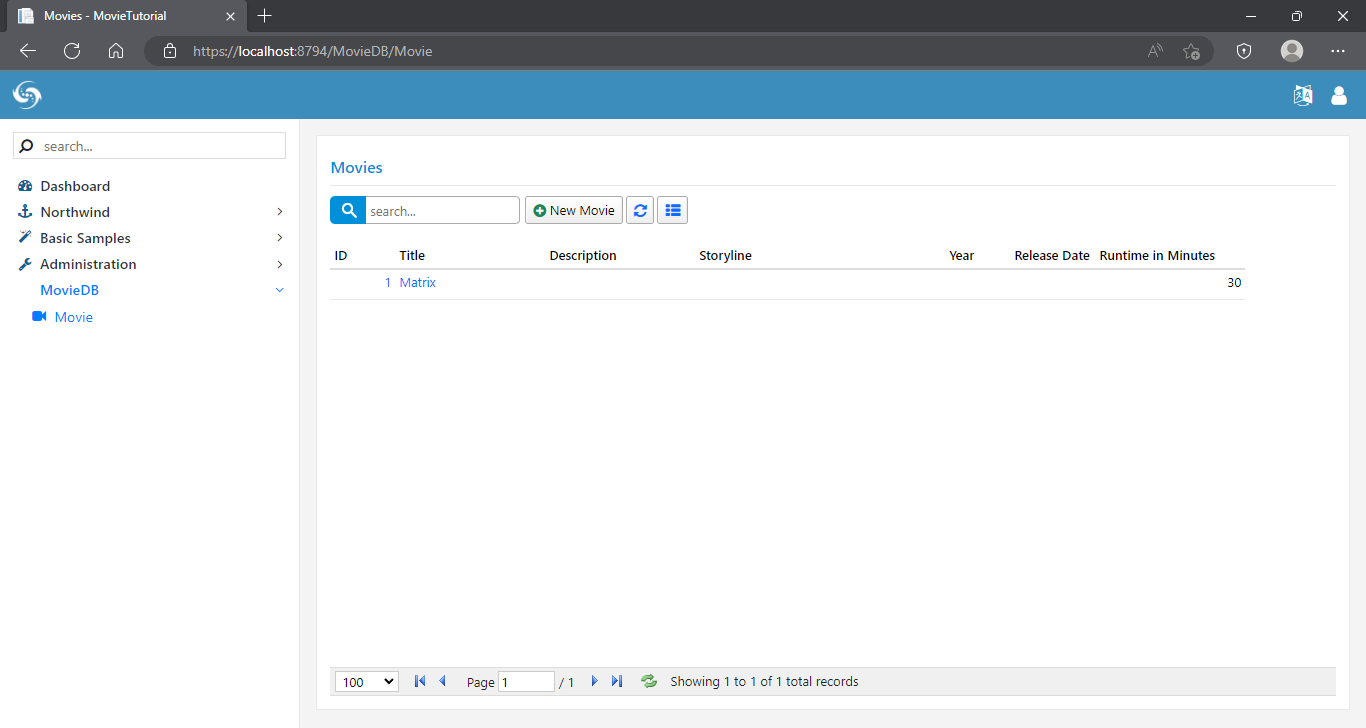 Movies - MovieTutorial
https://localhost:8794/MovieDB/Movie
search...
Dashboard
Northwind
Basic Samples
Administration
MovieDB
Movie
Movies
search...
New Movie
ID Title Description Storyline Year Release Date Runtime in Minutes
1 Matrix 30
100 Page 1 / 1 Showing 1 to 1 of 1 total records